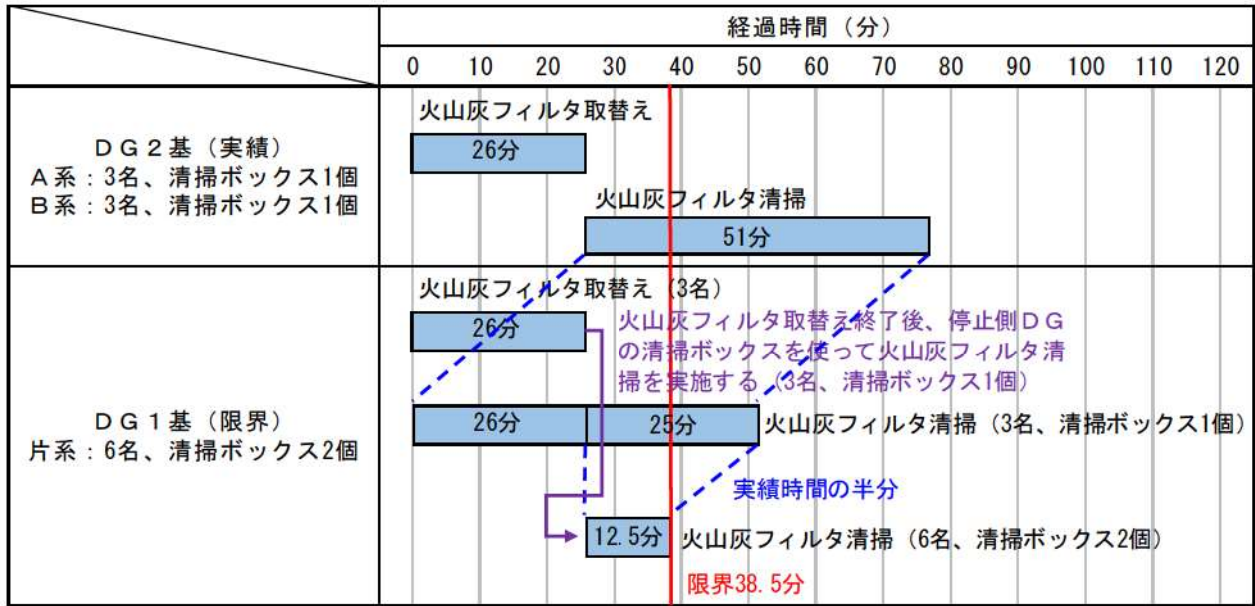 経過時間（分）
0 10 20 30 40 50 60 70 80 90 100 110 120
ＤＧ２基（実績）
Ａ系：3名、清掃ボックス1個
Ｂ系：3名、清掃ボックス1個
火山灰フィルタ取替え
26分
火山灰フィルタ清掃
51分
ＤＧ１基（限界）
片系：6名、清掃ボックス2個
火山灰フィルタ取替え（3名）
26分
火山灰フィルタ取替え終了後、停止側ＤＧ
の清掃ボックスを使って火山灰フィルタ清
掃を実施する（3名、清掃ボックス1個）
26分 25分 火山灰フィルタ清掃（3名、清掃ボックス1個）
実績時間の半分
12.5分 火山灰フィルタ清掃（6名、清掃ボックス2個）
限界38.5分